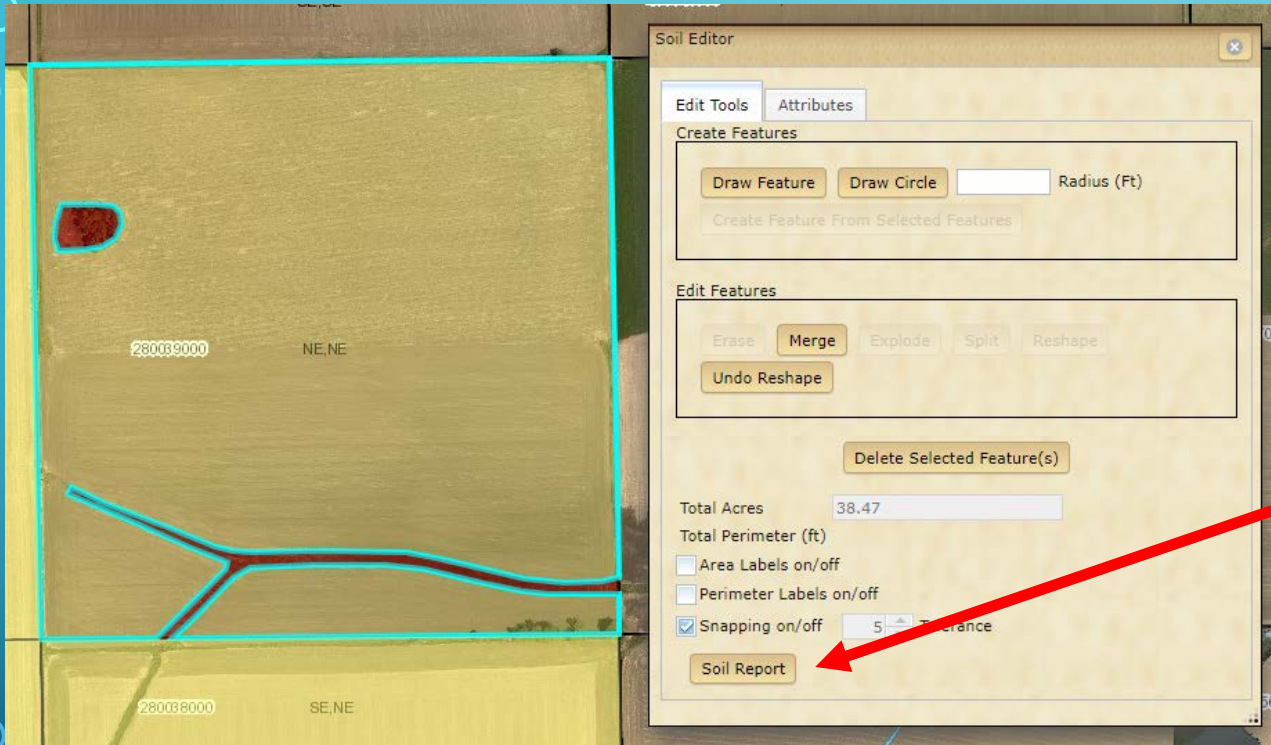 Soil Editor
Edit Tools Attributes
Create Features
Draw Feature Draw Circle Radius (Ft)
Create Feature From Selected Features
280039000 NE,NE
Edit Features
Erase Merge Explode Split Reshape
Undo Reshape
Delete Selected Feature(s)
Total Acres 38.47
Total Perimeter (ft)
Area Labels on/off
Perimeter Labels on/off
Snapping on/off 5 Tolerance
Soil Report
280038000 SE,NE